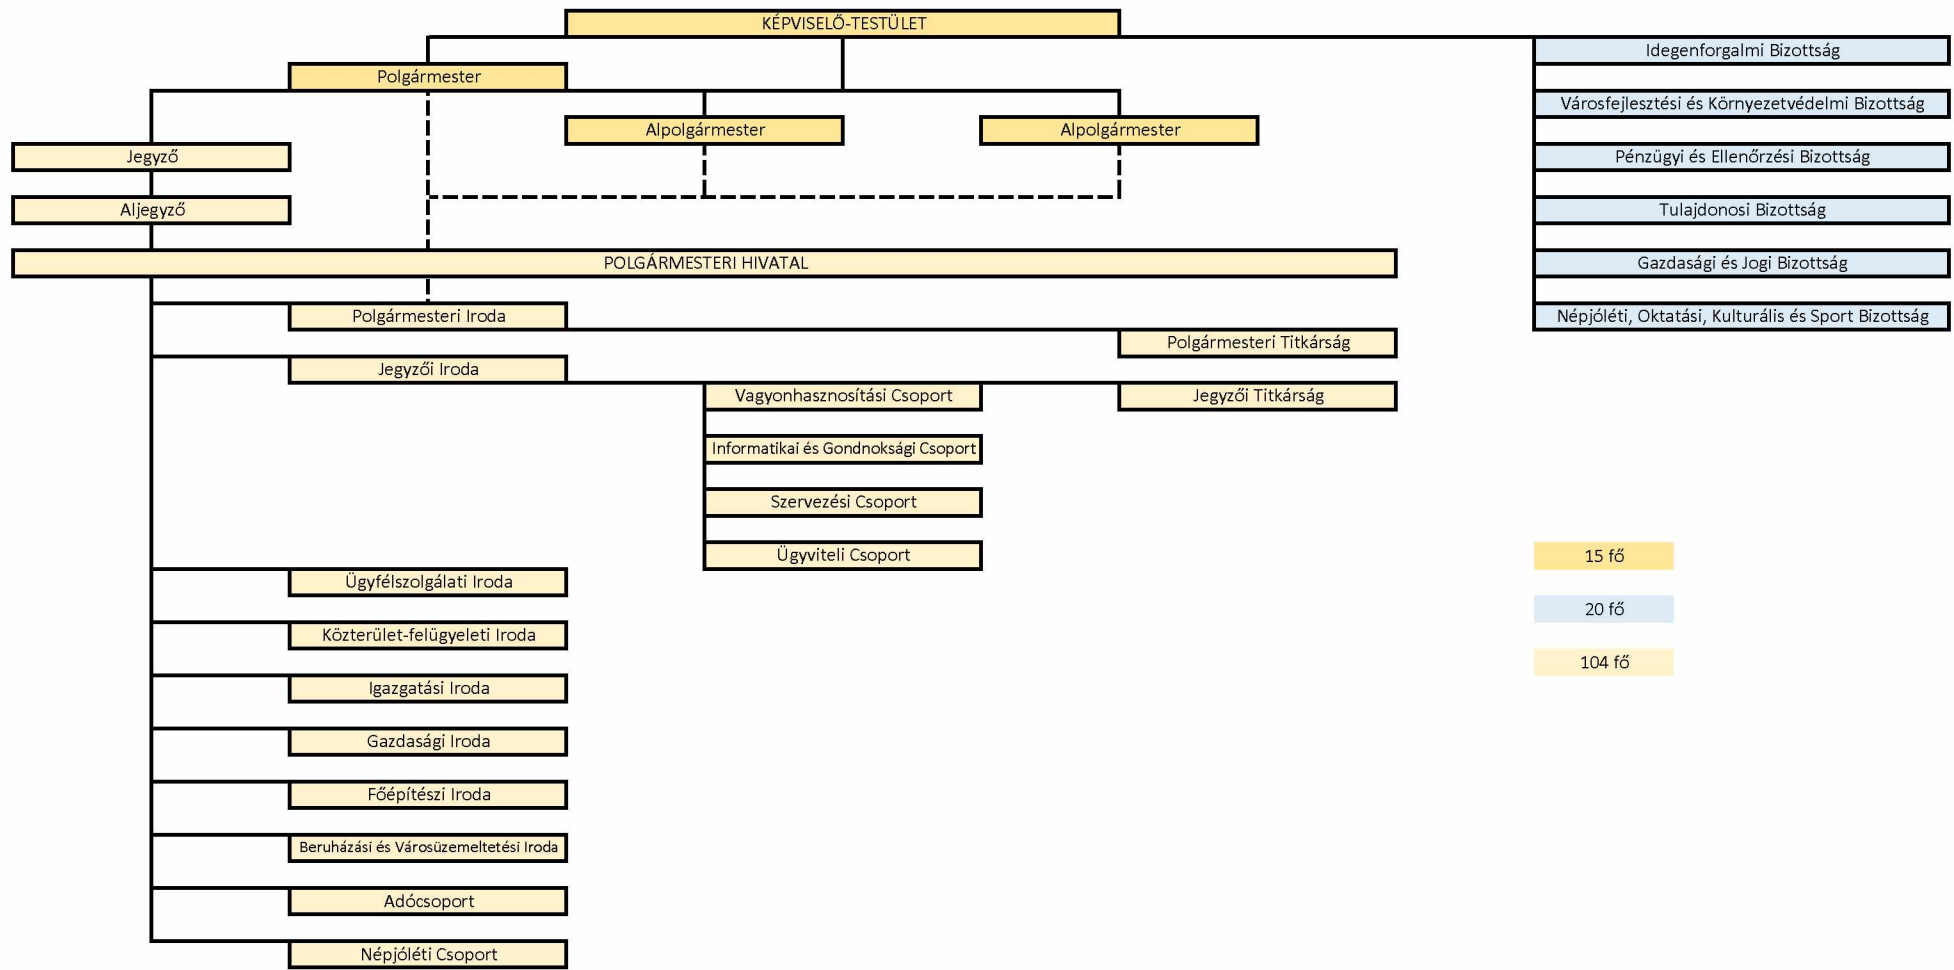 KÉPVISELŐ-TESTÜLET
Idegenforgalmi Bizottság
Polgármester
Városfejlesztési és Környezetvédelmi Bizottság
Alpolgármester
Alpolgármester
Jegyző
Pénzügyi és Ellenőrzési Bizottság
Aljegyző
Tulajdonosi Bizottság
POLGÁRMESTERI HIVATAL
Gazdasági és Jogi Bizottság
Polgármesteri Iroda
Népjóléti, Oktatási, Kulturális és Sport Bizottság
Polgármesteri Titkárság
Jegyzői Iroda
Vagyonhasznosítási Csoport
Jegyzői Titkárság
Informatikai és Gondnoksági Csoport
Szervezési Csoport
Ügyviteli Csoport
15 fő
Ügyfélszolgálati Iroda
20 fő
Közterület-felügyeleti Iroda
104 fő
Igazgatási Iroda
Gazdasági Iroda
Főépítészi Iroda
Beruházási és Városüzemeltetési Iroda
Adócsoport
Népjóléti Csoport